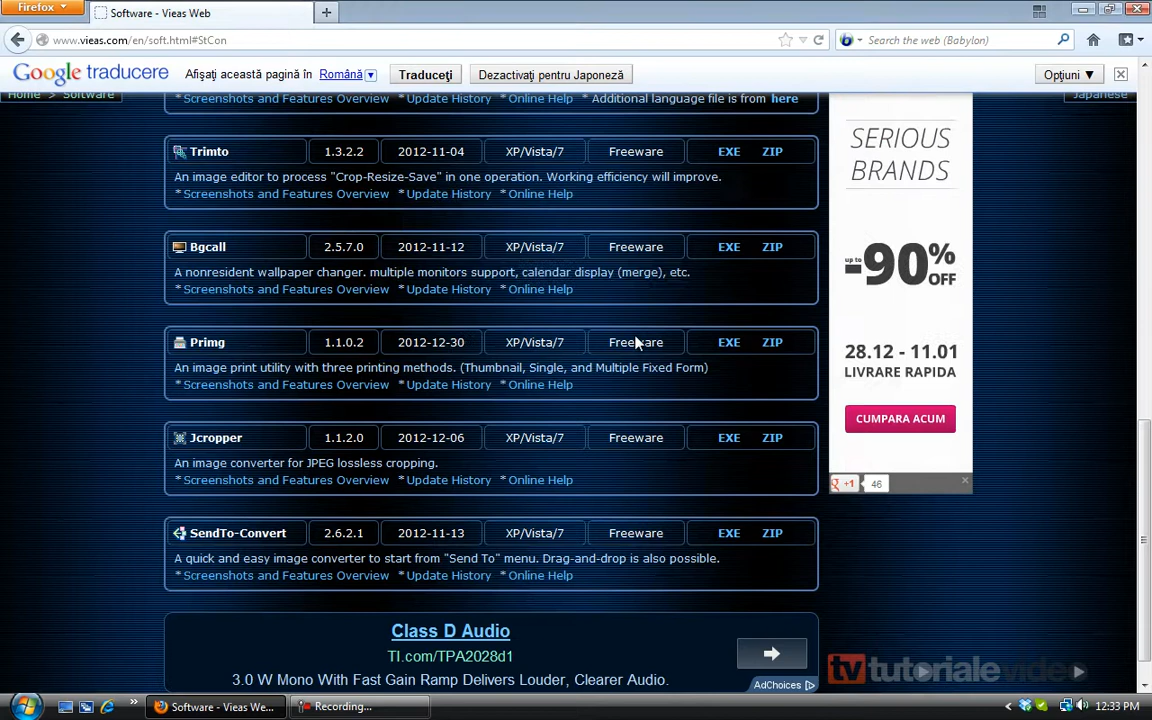 Firefox
Software - Vieas Web
www.vieas.com/en/soft.html#StCon
Search the web (Babylon)
Google traducere Afişaţi această pagină în Română Traduceţi Dezactivaţi pentru Japoneză Opţiuni
Home > Software Japanese
*Screenshots and Features Overview *Update History *Online Help *Additional language file is from here
Trimto 1.3.2.2 2012-11-04 XP/Vista/7 Freeware EXE ZIP
An image editor to process "Crop-Resize-Save" in one operation. Working efficiency will improve.
*Screenshots and Features Overview *Update History *Online Help
Bgcall 2.5.7.0 2012-11-12 XP/Vista/7 Freeware EXE ZIP
A nonresident wallpaper changer. multiple monitors support, calendar display (merge), etc.
*Screenshots and Features Overview *Update History *Online Help
Primg 1.1.0.2 2012-12-30 XP/Vista/7 Freeware EXE ZIP
An image print utility with three printing methods. (Thumbnail, Single, and Multiple Fixed Form)
*Screenshots and Features Overview *Update History *Online Help
Jcropper 1.1.2.0 2012-12-06 XP/Vista/7 Freeware EXE ZIP
An image converter for JPEG lossless cropping.
*Screenshots and Features Overview *Update History *Online Help
SendTo-Convert 2.6.2.1 2012-11-13 XP/Vista/7 Freeware EXE ZIP
A quick and easy image converter to start from "Send To" menu. Drag-and-drop is also possible.
*Screenshots and Features Overview *Update History *Online Help
Class D Audio
TI.com/TPA2028d1
3.0 W Mono With Fast Gain Ramp Delivers Louder, Clearer Audio.
AdChoices
SERIOUS
BRANDS
up to -90% OFF
28.12 - 11.01
LIVRARE RAPIDA
CUMPARA ACUM
g +1 46
tv tutorialevideo
Software - Vieas We... Recording... 12:33 PM